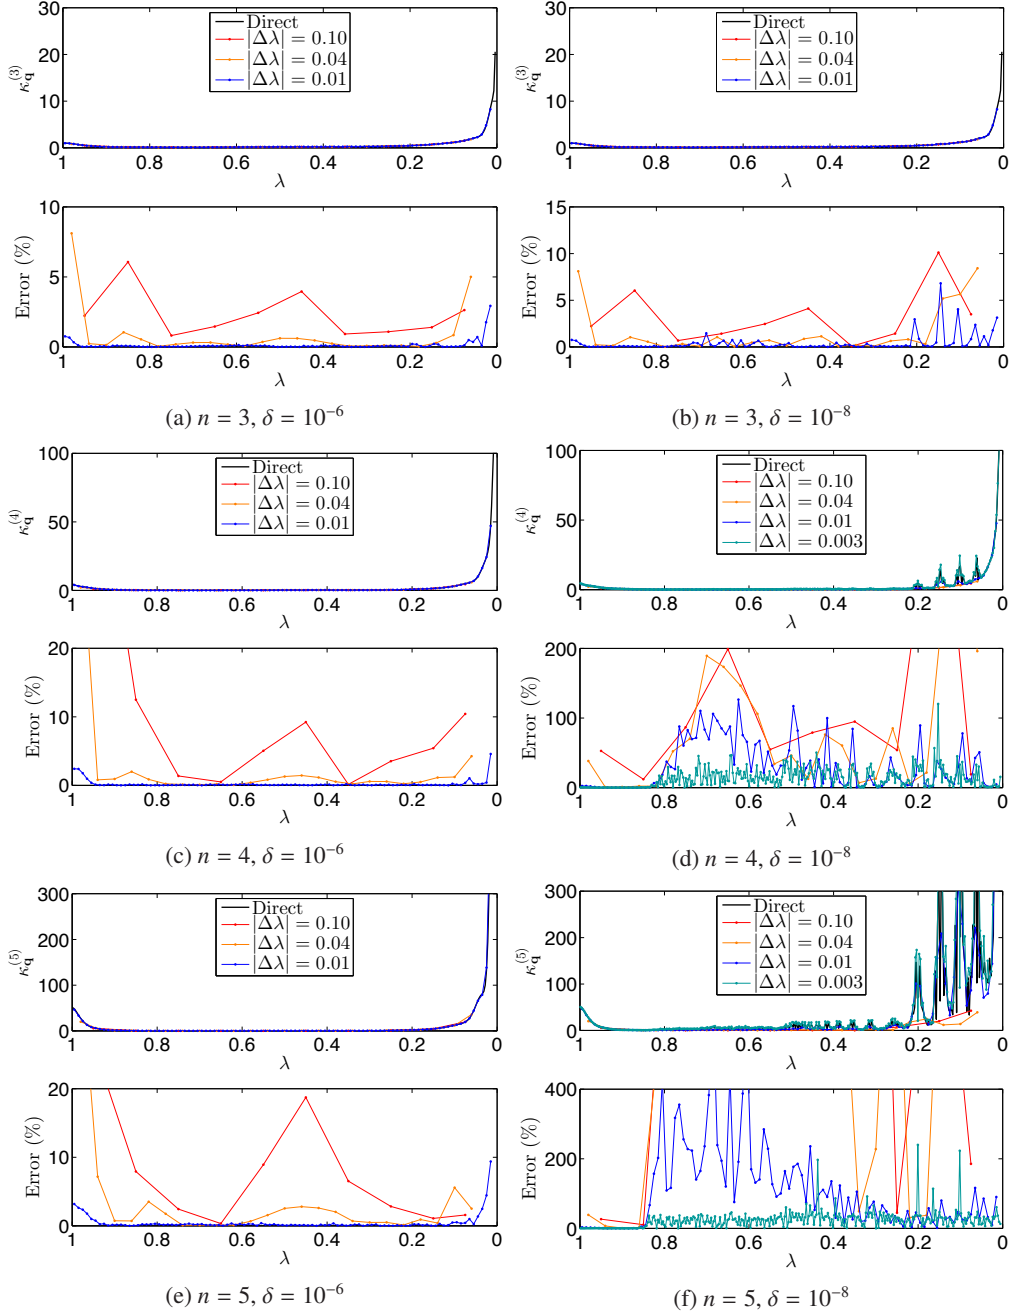 30
20
10
0
κ_q^(3)
Direct
|Δλ| = 0.10
|Δλ| = 0.04
|Δλ| = 0.01
1 0.8 0.6 0.4 0.2 0
λ
10
5
0
Error (%)
1 0.8 0.6 0.4 0.2 0
λ
(a) n = 3, δ = 10⁻⁶
30
20
10
0
κ_q^(3)
Direct
|Δλ| = 0.10
|Δλ| = 0.04
|Δλ| = 0.01
1 0.8 0.6 0.4 0.2 0
λ
15
10
5
0
Error (%)
1 0.8 0.6 0.4 0.2 0
λ
(b) n = 3, δ = 10⁻⁸
100
50
0
κ_q^(4)
Direct
|Δλ| = 0.10
|Δλ| = 0.04
|Δλ| = 0.01
1 0.8 0.6 0.4 0.2 0
λ
20
10
0
Error (%)
1 0.8 0.6 0.4 0.2 0
λ
(c) n = 4, δ = 10⁻⁶
100
50
0
κ_q^(4)
Direct
|Δλ| = 0.10
|Δλ| = 0.04
|Δλ| = 0.01
|Δλ| = 0.003
1 0.8 0.6 0.4 0.2 0
λ
200
100
0
Error (%)
1 0.8 0.6 0.4 0.2 0
λ
(d) n = 4, δ = 10⁻⁸
300
200
100
0
κ_q^(5)
Direct
|Δλ| = 0.10
|Δλ| = 0.04
|Δλ| = 0.01
1 0.8 0.6 0.4 0.2 0
λ
20
10
0
Error (%)
1 0.8 0.6 0.4 0.2 0
λ
(e) n = 5, δ = 10⁻⁶
300
200
100
0
κ_q^(5)
Direct
|Δλ| = 0.10
|Δλ| = 0.04
|Δλ| = 0.01
|Δλ| = 0.003
1 0.8 0.6 0.4 0.2 0
λ
400
200
0
Error (%)
1 0.8 0.6 0.4 0.2 0
λ
(f) n = 5, δ = 10⁻⁸